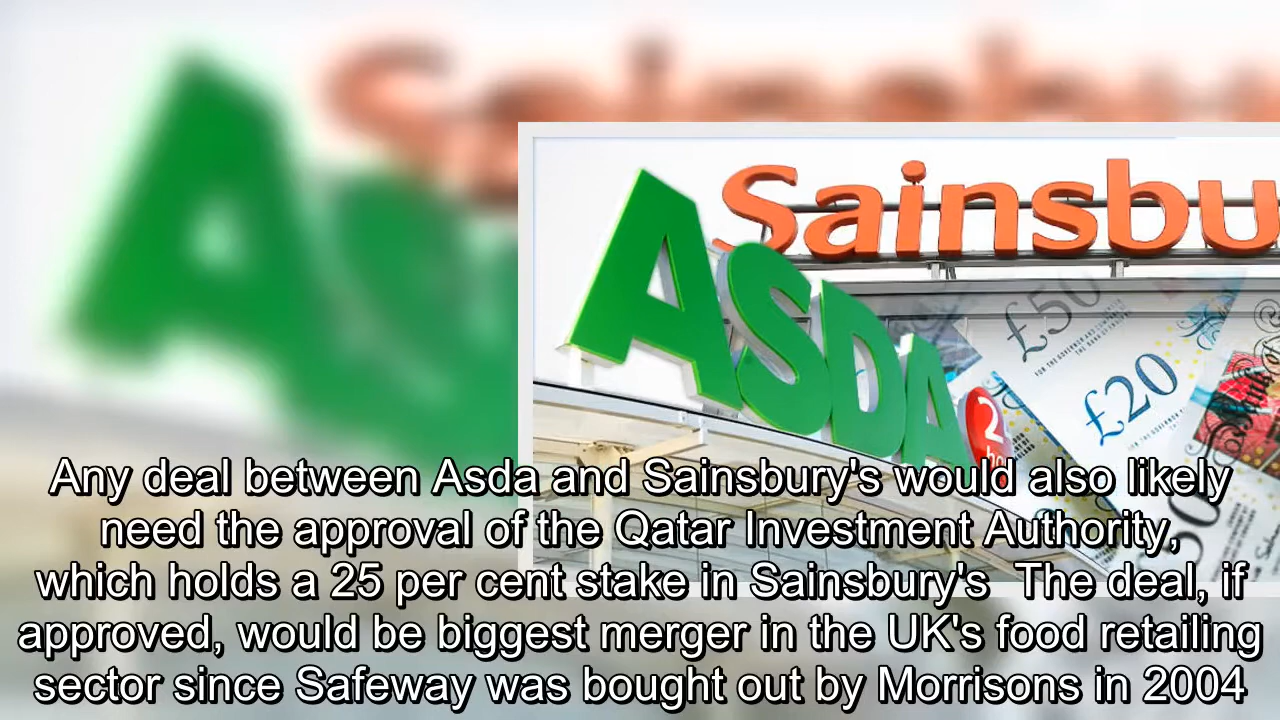 Sainsbu
ASDA
£50
£20
2
50
Any deal between Asda and Sainsbury's would also likely
need the approval of the Qatar Investment Authority,
which holds a 25 per cent stake in Sainsbury's  The deal, if
approved, would be biggest merger in the UK's food retailing
sector since Safeway was bought out by Morrisons in 2004